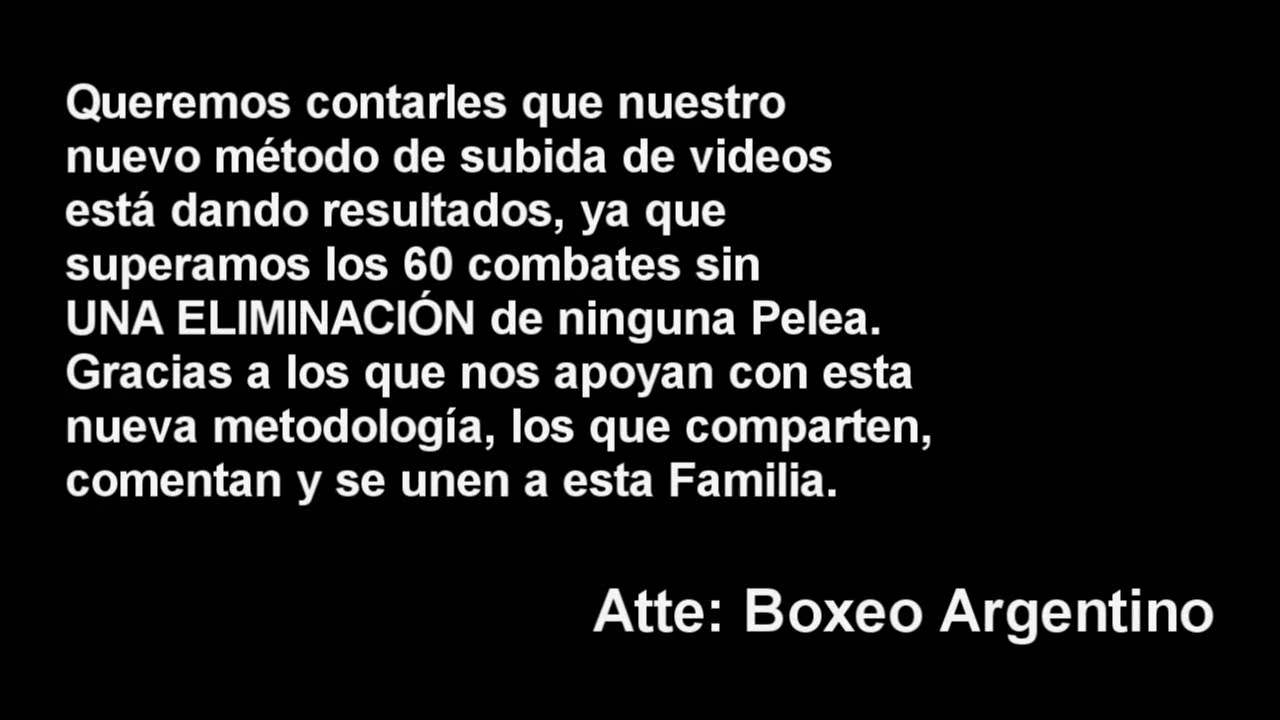 Queremos contarles que nuestro
nuevo método de subida de videos
está dando resultados, ya que
superamos los 60 combates sin
UNA ELIMINACIÓN de ninguna Pelea.
Gracias a los que nos apoyan con esta
nueva metodología, los que comparten,
comentan y se unen a esta Familia.
Atte: Boxeo Argentino